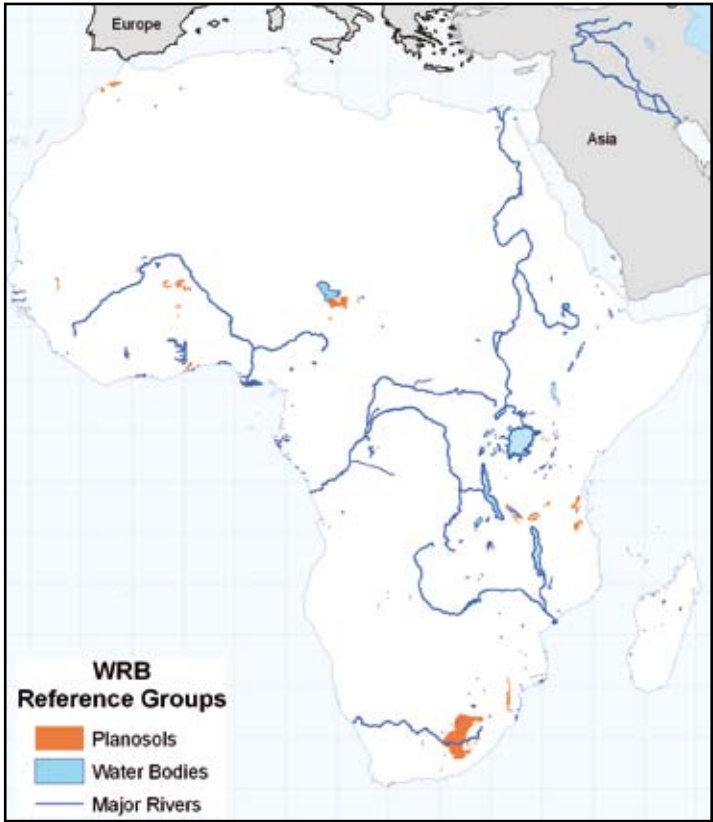 Europe
Asia
WRB
Reference Groups
Planosols
Water Bodies
Major Rivers